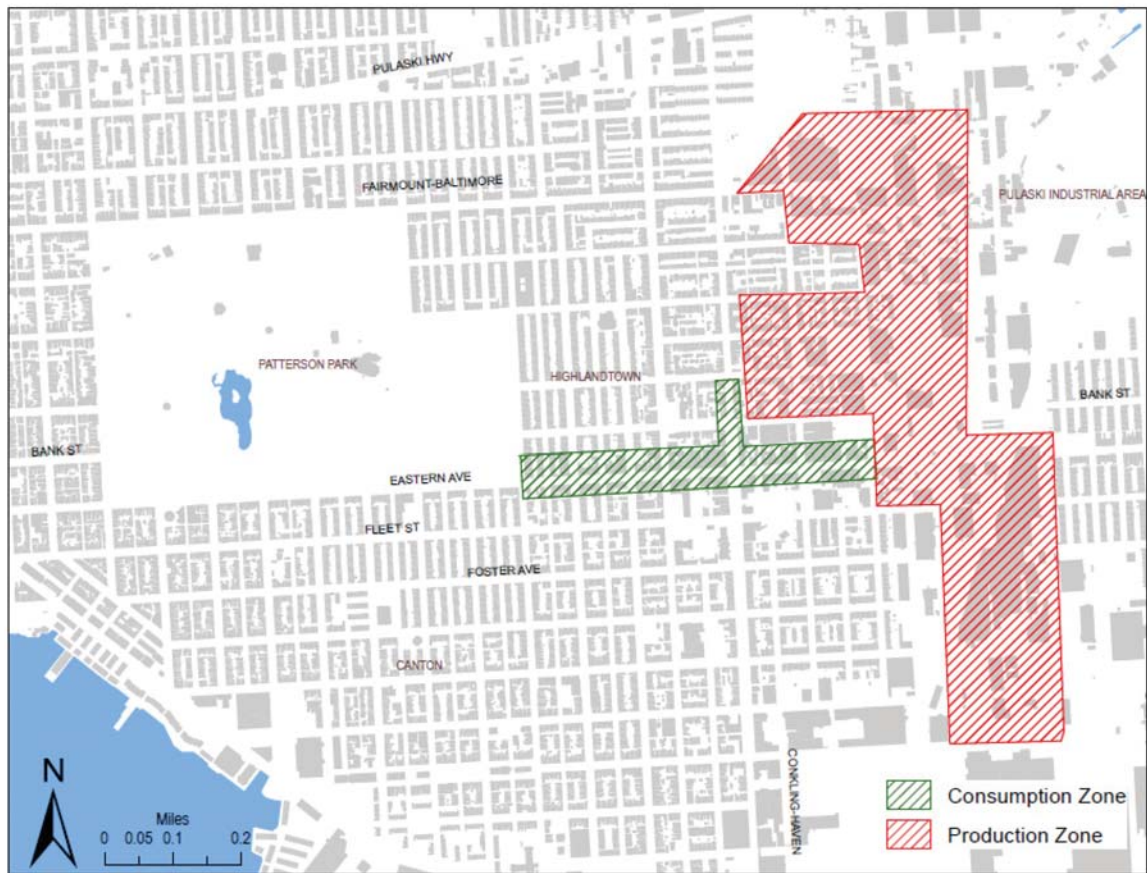 PULASKI HWY
FAIRMOUNT-BALTIMORE
PULASKI INDUSTRIAL AREA
PATTERSON PARK
HIGHLANDTOWN
BANK ST
BANK ST
EASTERN AVE
FLEET ST
FOSTER AVE
CANTON
CONKLING-HAVEN
N
Miles
0 0.05 0.1 0.2
Consumption Zone
Production Zone